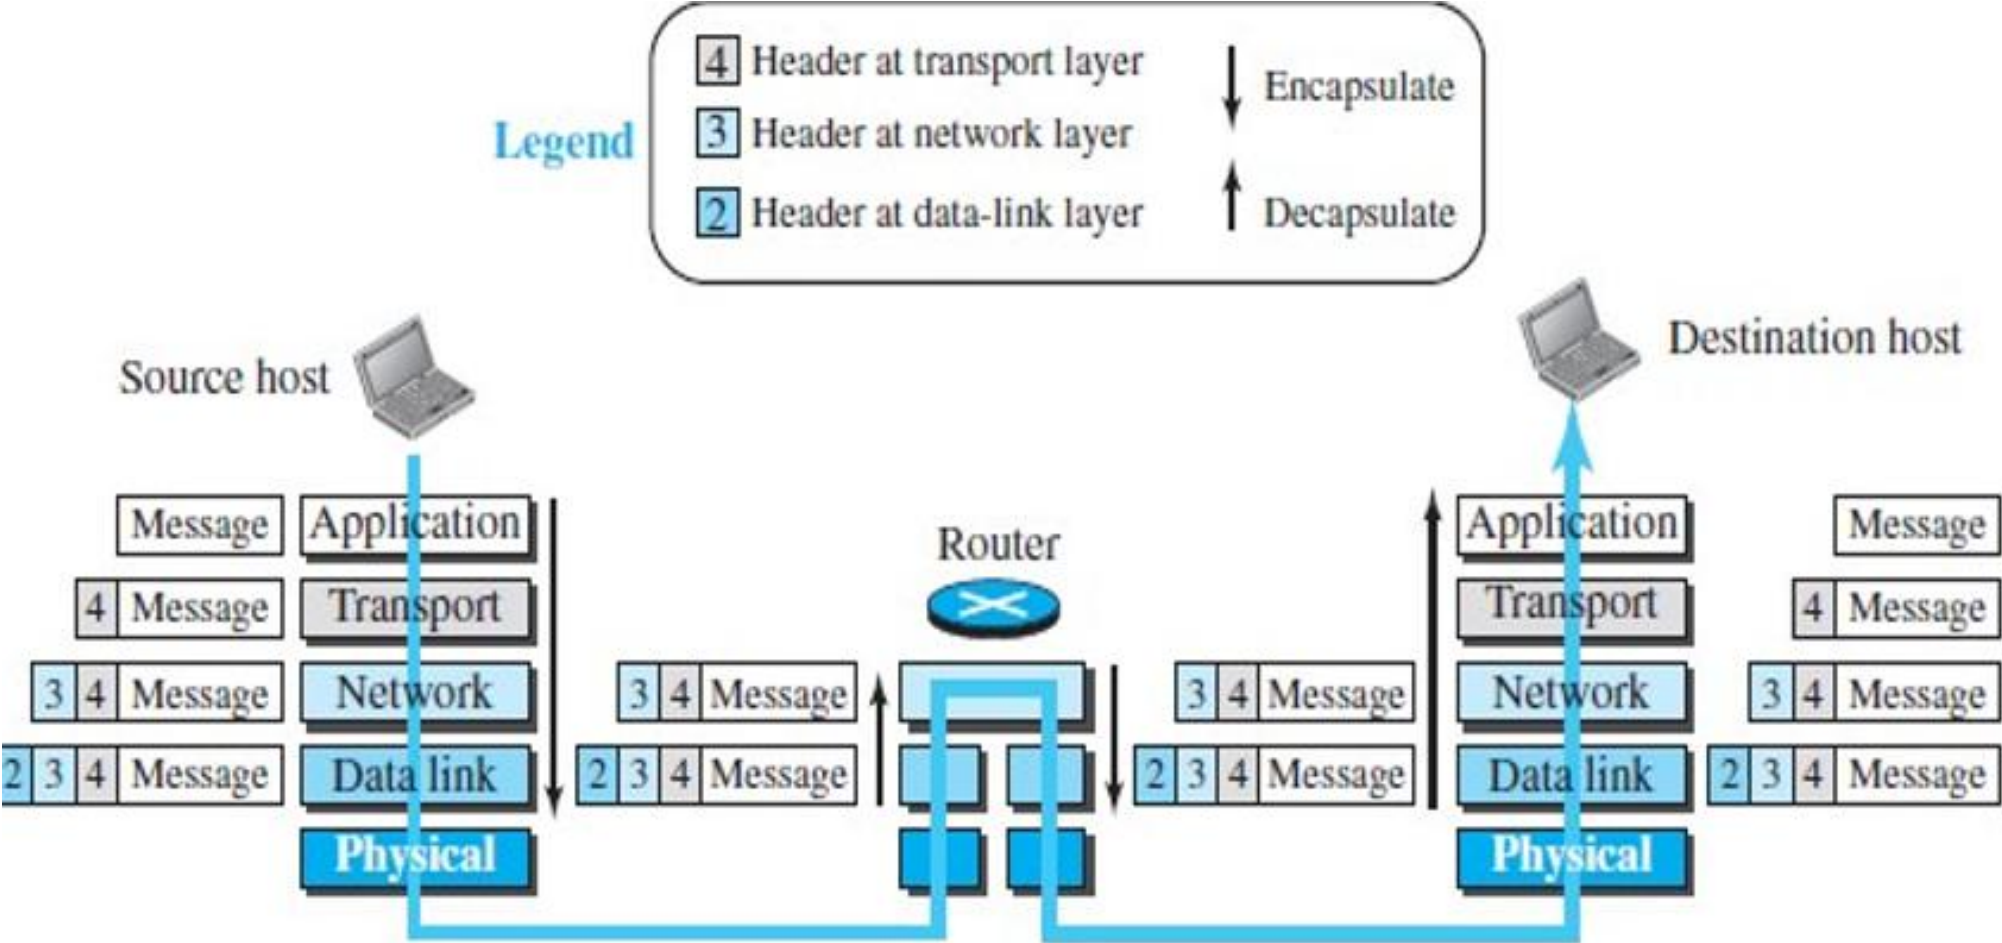 Legend
4 Header at transport layer
3 Header at network layer
2 Header at data-link layer
Encapsulate
Decapsulate
Source host
Destination host
Router
Message Application
4 Message Transport
3 4 Message Network
2 3 4 Message Data link
Physical
3 4 Message
2 3 4 Message
3 4 Message
2 3 4 Message
Application Message
Transport 4 Message
Network 3 4 Message
Data link 2 3 4 Message
Physical